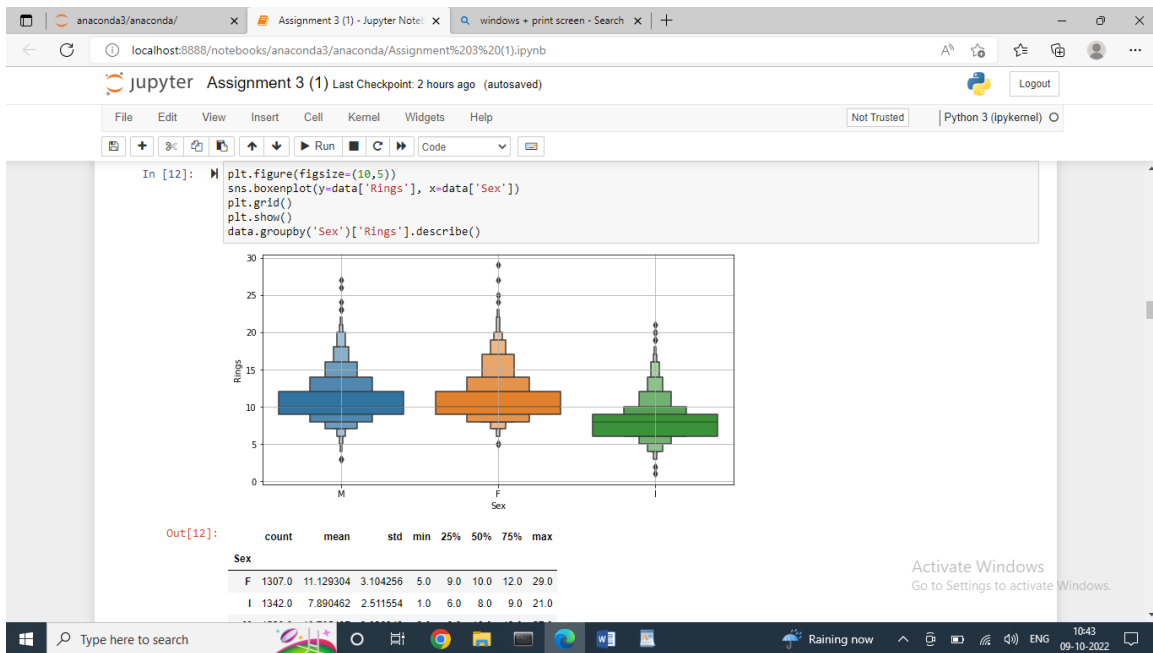 anaconda3/anaconda/
Assignment 3 (1) - Jupyter Noteb
windows + print screen - Search
localhost:8888/notebooks/anaconda3/anaconda/Assignment%203%20(1).ipynb
jupyter Assignment 3 (1) Last Checkpoint: 2 hours ago (autosaved)
Logout
File Edit View Insert Cell Kernel Widgets Help
Not Trusted
Python 3 (ipykernel)
Run
Code
In [12]:
plt.figure(figsize=(10,5))
sns.boxenplot(y=data['Rings'], x=data['Sex'])
plt.grid()
plt.show()
data.groupby('Sex')['Rings'].describe()
30
25
20
15
10
5
0
Rings
M F I
Sex
Out[12]:
count mean std min 25% 50% 75% max
Sex
F 1307.0 11.129304 3.104256 5.0 9.0 10.0 12.0 29.0
I 1342.0 7.890462 2.511554 1.0 6.0 8.0 9.0 21.0
Activate Windows
Go to Settings to activate Windows.
Type here to search
Raining now
ENG
10:43
09-10-2022